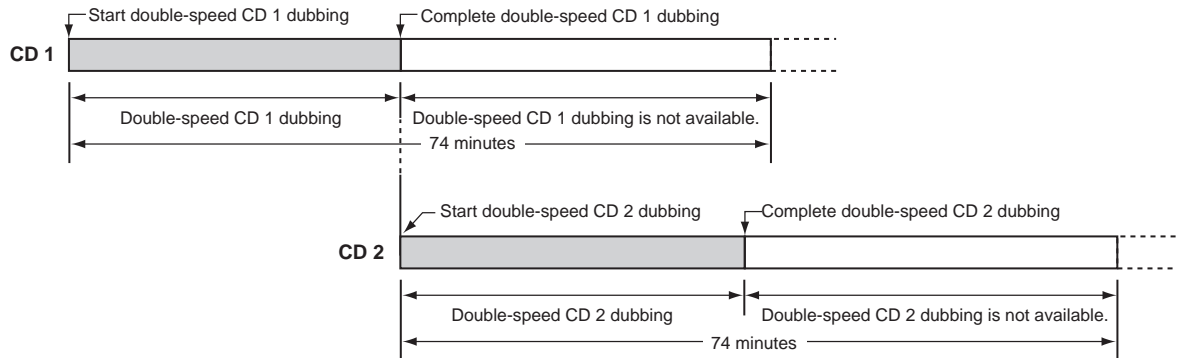 Start double-speed CD 1 dubbing
Complete double-speed CD 1 dubbing
CD 1
Double-speed CD 1 dubbing
Double-speed CD 1 dubbing is not available.
74 minutes
Start double-speed CD 2 dubbing
Complete double-speed CD 2 dubbing
CD 2
Double-speed CD 2 dubbing
Double-speed CD 2 dubbing is not available.
74 minutes